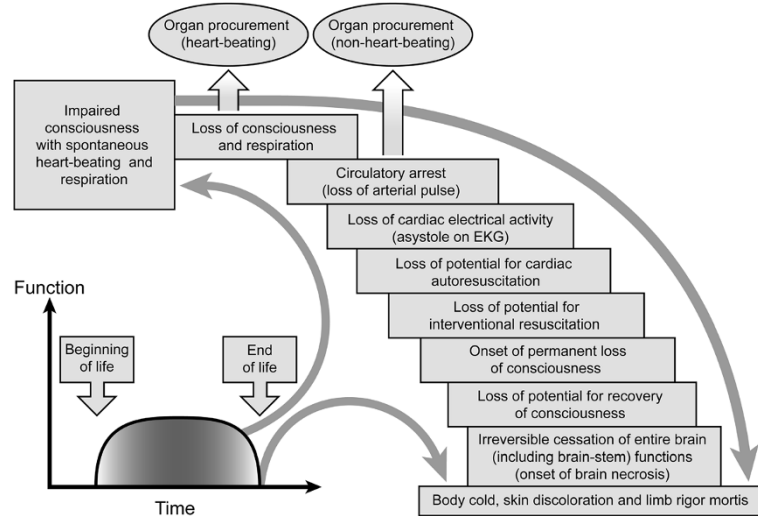 Organ procurement
(heart-beating)
Organ procurement
(non-heart-beating)
Impaired
consciousness
with spontaneous
heart-beating and
respiration
Loss of consciousness
and respiration
Circulatory arrest
(loss of arterial pulse)
Loss of cardiac electrical activity
(asystole on EKG)
Loss of potential for cardiac
autoresuscitation
Loss of potential for
interventional resuscitation
Onset of permanent loss
of consciousness
Loss of potential for recovery
of consciousness
Irreversible cessation of entire brain
(including brain-stem) functions
(onset of brain necrosis)
Body cold, skin discoloration and limb rigor mortis
Function
Beginning
of life
End
of life
Time